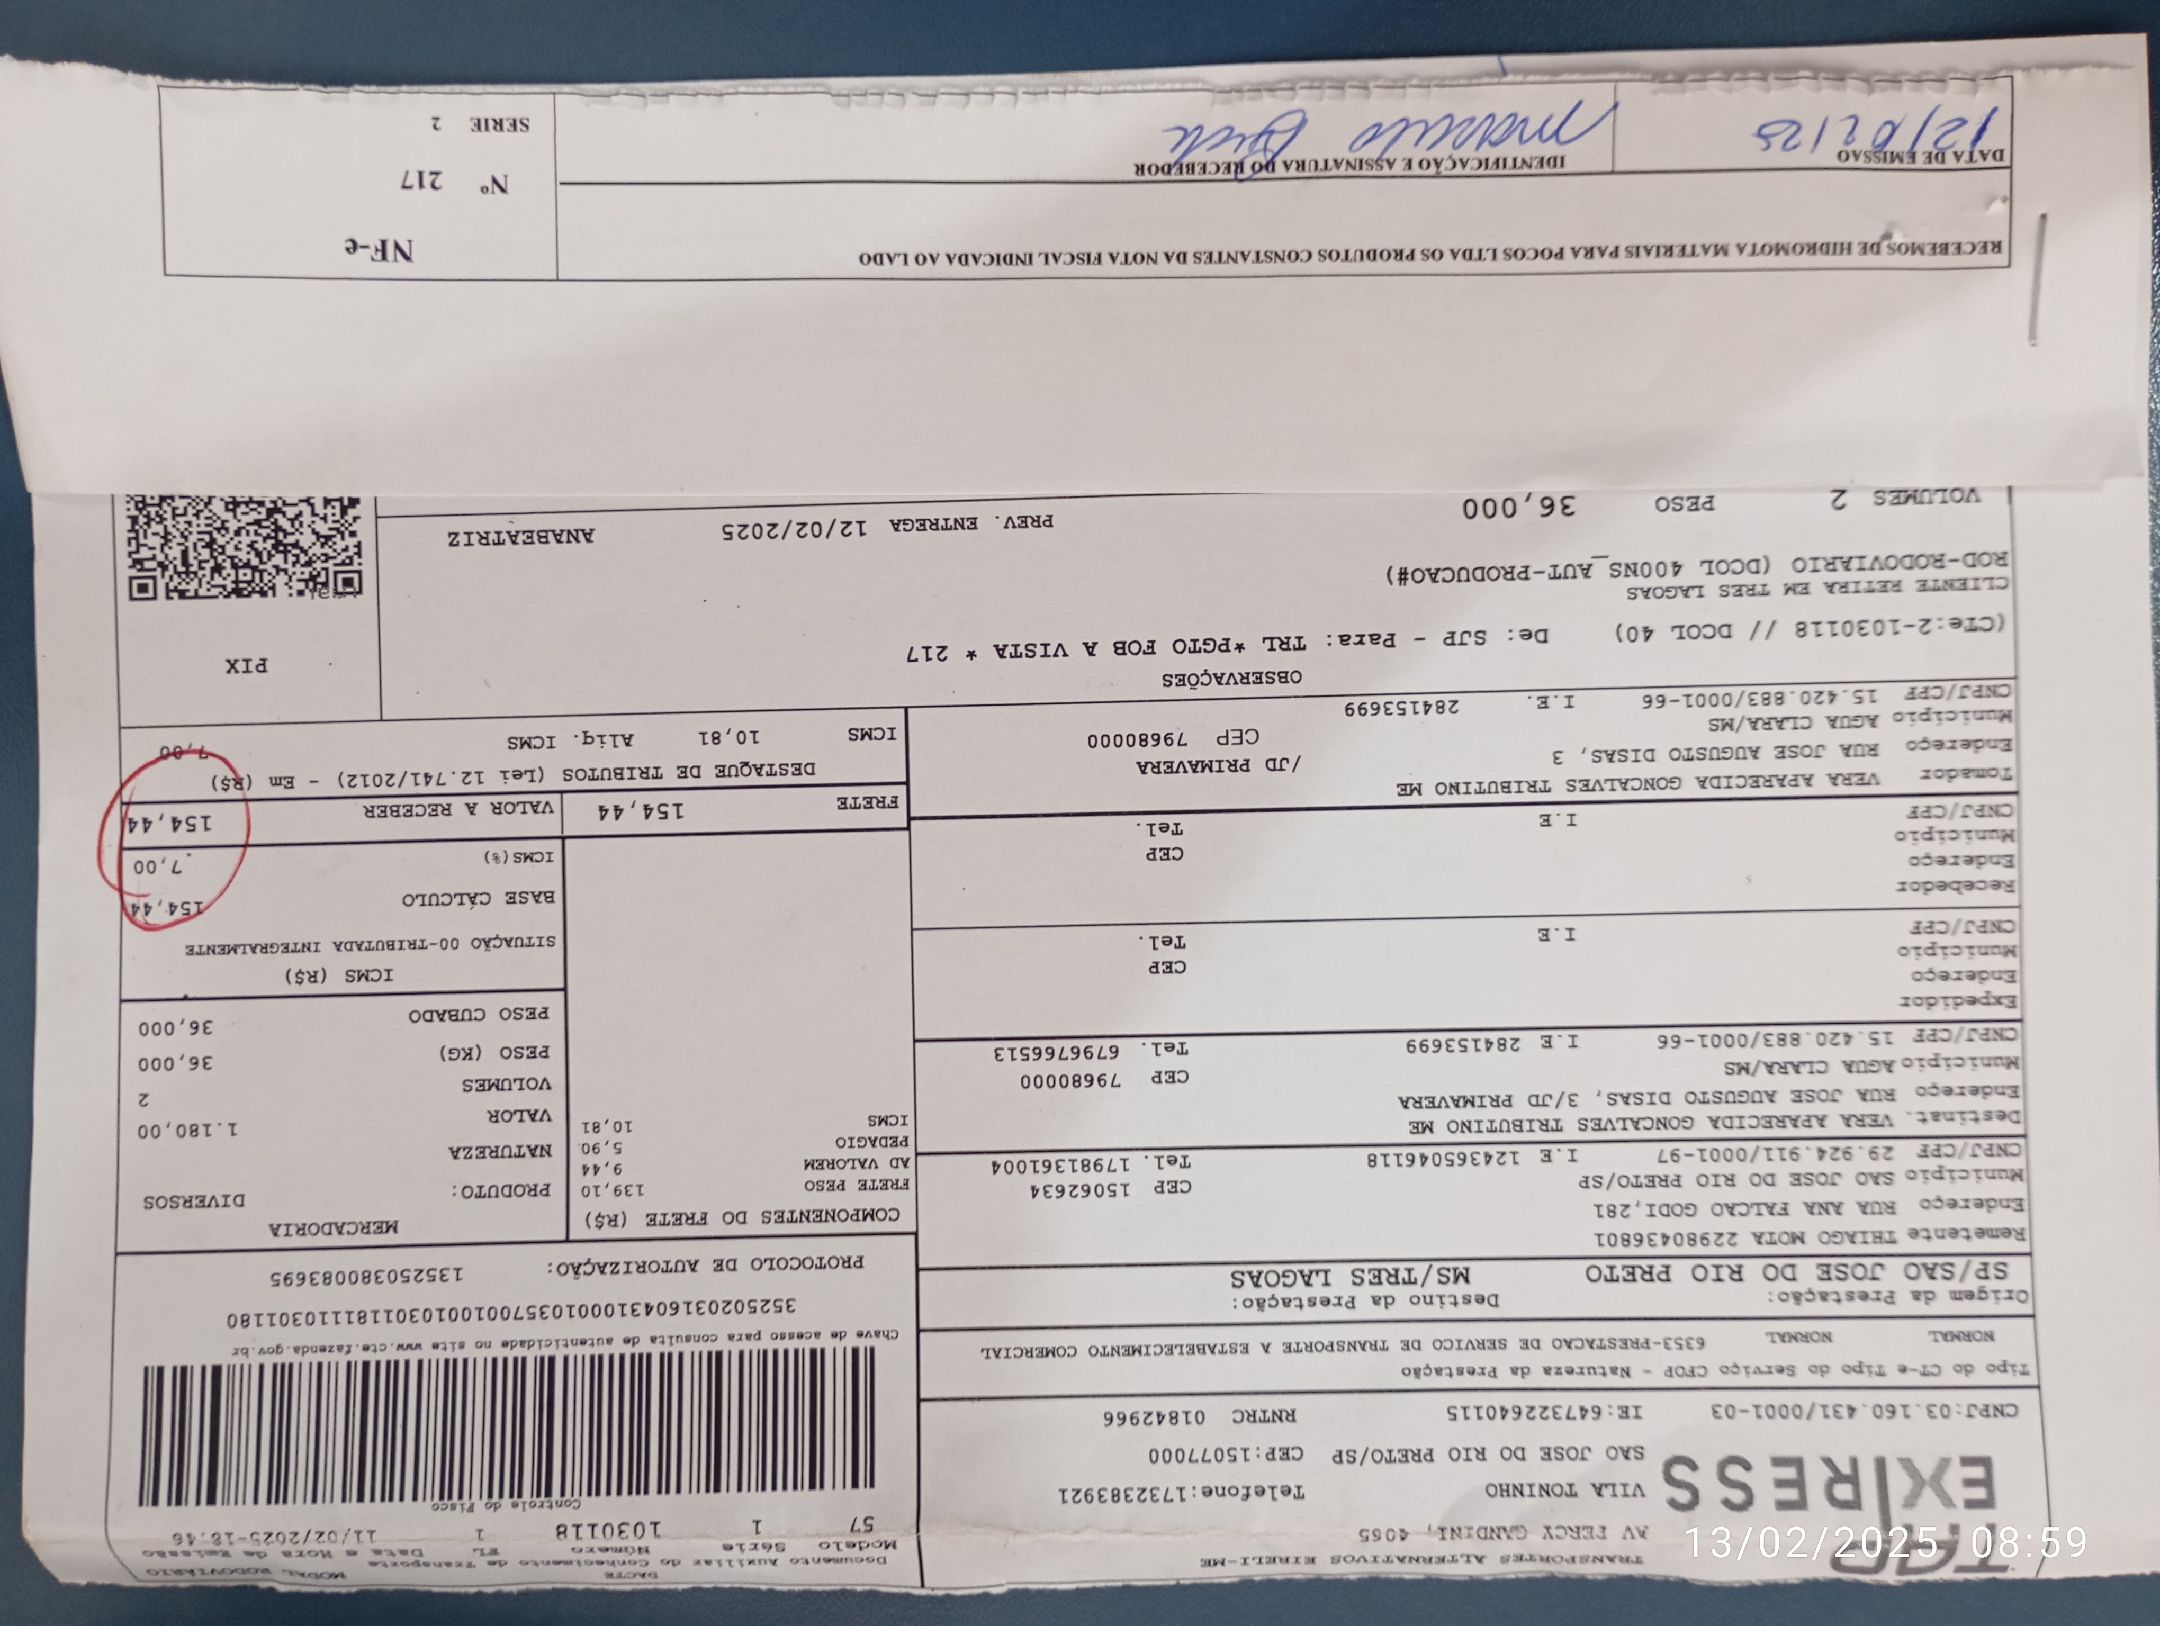 TRANSPORTES ALTERNATIVOS EIRELI-ME
AV PERCY GANDINI, 4065
VILA TONINHO Telefone:1732383921
SAO JOSE DO RIO PRETO/SP CEP:15077000
CNPJ:03.160.431/0001-03 IE:647322640115 RNTRC 01842966
Tipo do CT-e Tipo do Serviço CFOP - Natureza da Prestação
NORMAL NORMAL 6353-PRESTACAO DE SERVICO DE TRANSPORTE A ESTABELECIMENTO COMERCIAL
Origem da Prestação: Destino da Prestação:
SP/SAO JOSE DO RIO PRETO MS/TRES LAGOAS
Remetente THIAGO MOTA 22980436801
Endereço RUA ANA FALCAO GODI,281
Município SAO JOSE DO RIO PRETO/SP CEP 15062634
CNPJ/CPF 29.924.911/0001-97 I.E 124365046118 Tel. 17981361004
Destinat. VERA APARECIDA GONCALVES TRIBUTINO ME
Endereço RUA JOSE AUGUSTO DISAS, 3/JD PRIMAVERA
Município AGUA CLARA/MS CEP 79680000
CNPJ/CPF 15.420.883/0001-66 I.E 284153699 Tel. 6796766513
Expedidor
Endereço
Município CEP
CNPJ/CPF I.E Tel.
Recebedor
Endereço
Município CEP
CNPJ/CPF I.E Tel.
Tomador VERA APARECIDA GONCALVES TRIBUTINO ME
Endereço RUA JOSE AUGUSTO DISAS, 3 /JD PRIMAVERA
Município AGUA CLARA/MS CEP 79680000
CNPJ/CPF 15.420.883/0001-66 I.E. 284153699
DACTE MODAL RODOVIÁRIO
Documento Auxiliar do Conhecimento de Transporte
Modelo Série Número FL Data e Hora de Emissão
57 1 1030118 1 11/02/2025-18.46
Controle do Fisco
Chave de acesso para consulta de autenticidade no site www.cte.fazenda.gov.br
35250203160431000103570010010301181110301180
PROTOCOLO DE AUTORIZAÇÃO: 135250380083695
COMPONENTES DO FRETE (R$)
FRETE PESO 139,10
AD VALOREM 9,44
PEDAGIO 5,90
ICMS 10,81
MERCADORIA
PRODUTO: DIVERSOS
NATUREZA
VALOR 1.180,00
VOLUMES 2
PESO (KG) 36,000
PESO CUBADO 36,000
ICMS (R$)
SITUAÇÃO 00-TRIBUTADA INTEGRALMENTE
BASE CÁLCULO 154,44
ICMS(%) 7,00
FRETE 154,44 VALOR A RECEBER 154,44
DESTAQUE DE TRIBUTOS (Lei 12.741/2012) - Em (R$)
ICMS 10,81 Aliq. ICMS 7,00
OBSERVAÇÕES
(CTe:2-1030118 // DCOL 40) De: SJP - Para: TRL *PGTO FOB A VISTA * 217
CLIENTE RETIRA EM TRES LAGOAS
ROD-RODOVIARIO (DCOL 400NS_AUT-PRODUCAO#)
VOLUMES 2 PESO 36,000 PREV. ENTREGA 12/02/2025 ANABEATRIZ
PIX
RECEBEMOS DE HIDROMOTA MATERIAIS PARA POCOS LTDA OS PRODUTOS CONSTANTES DA NOTA FISCAL INDICADA AO LADO
DATA DE EMISSAO IDENTIFICAÇÃO E ASSINATURA DO RECEBEDOR
12/02/25
NF-e
Nº 217
SERIE 2
EXPRESS
13/02/2025 08:59